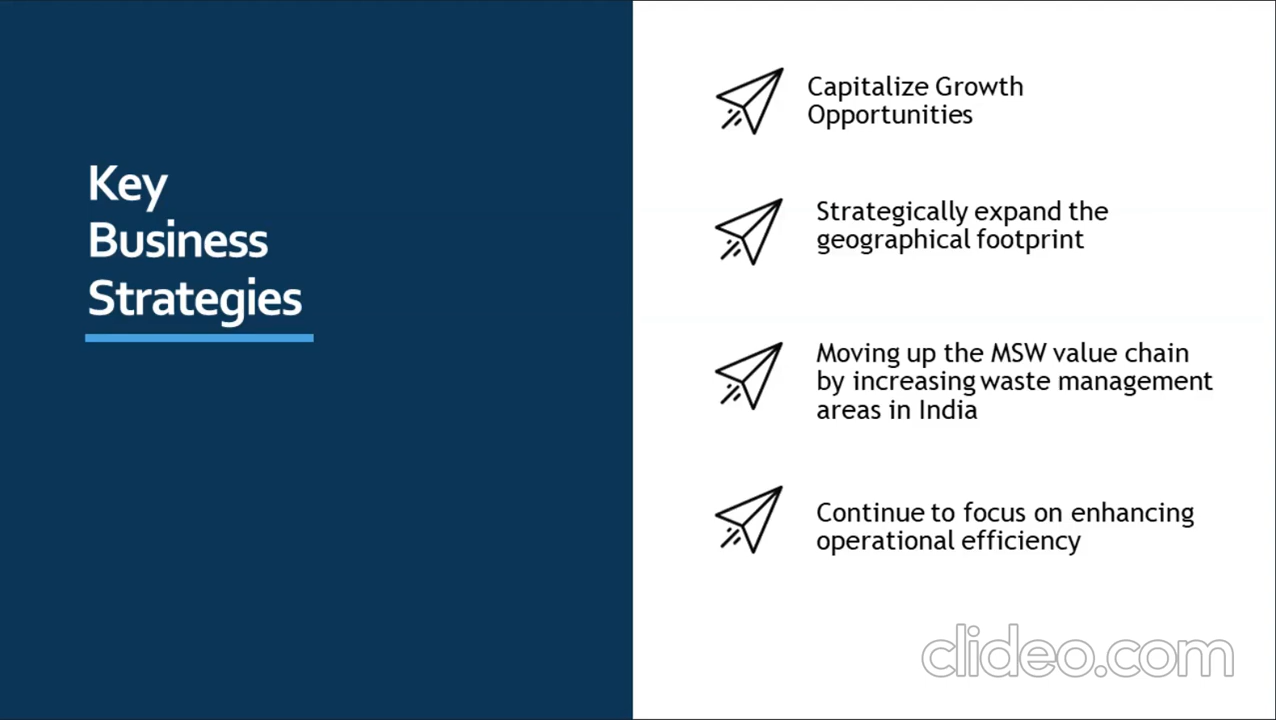 Key
Business
Strategies
Capitalize Growth
Opportunities
Strategically expand the
geographical footprint
Moving up the MSW value chain
by increasing waste management
areas in India
Continue to focus on enhancing
operational efficiency
clideo.com